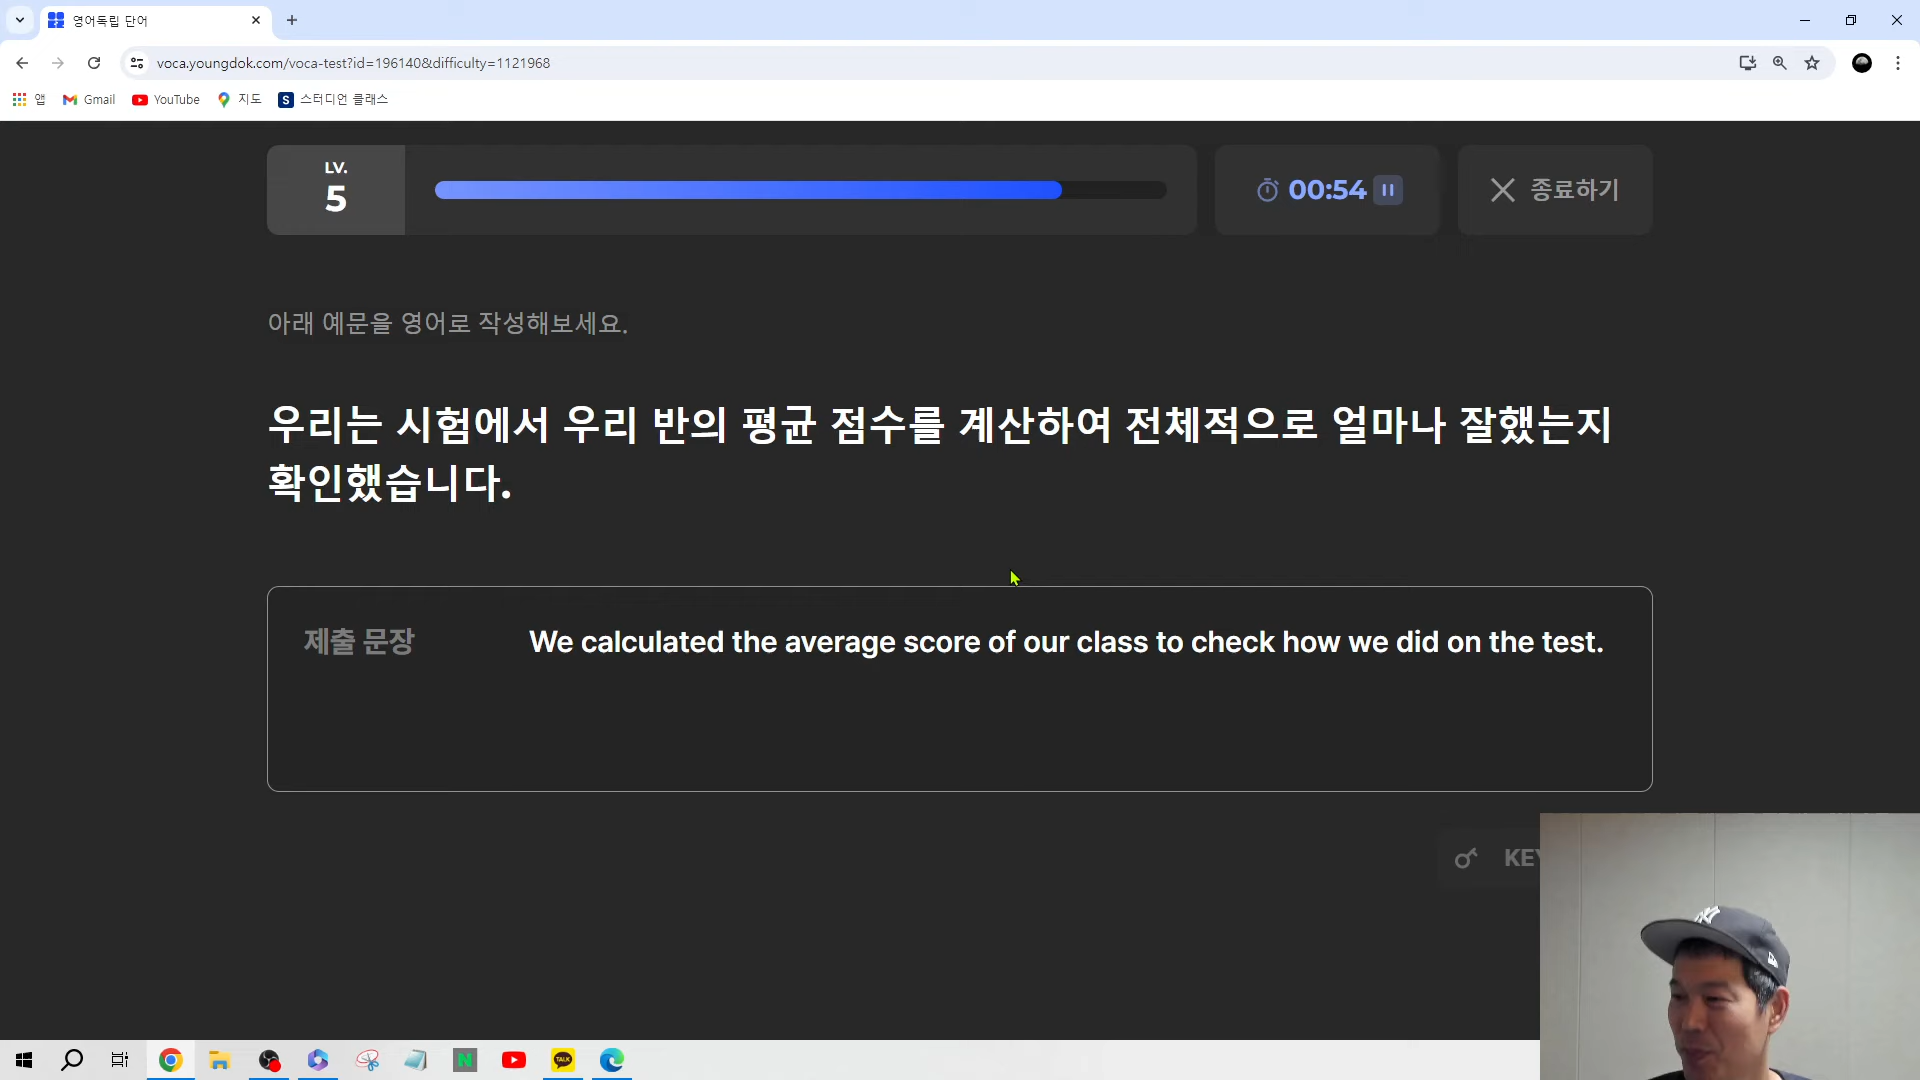 영어독립 단어
voca.youngdok.com/voca-test?id=196140&difficulty=1121968
앱
Gmail
YouTube
지도
S
스터디언 클래스
LV.
5
00:54
종료하기
아래 예문을 영어로 작성해보세요.
우리는 시험에서 우리 반의 평균 점수를 계산하여 전체적으로 얼마나 잘했는지
확인했습니다.
제출 문장
We calculated the average score of our class to check how we did on the test.
KEY
N
TALK